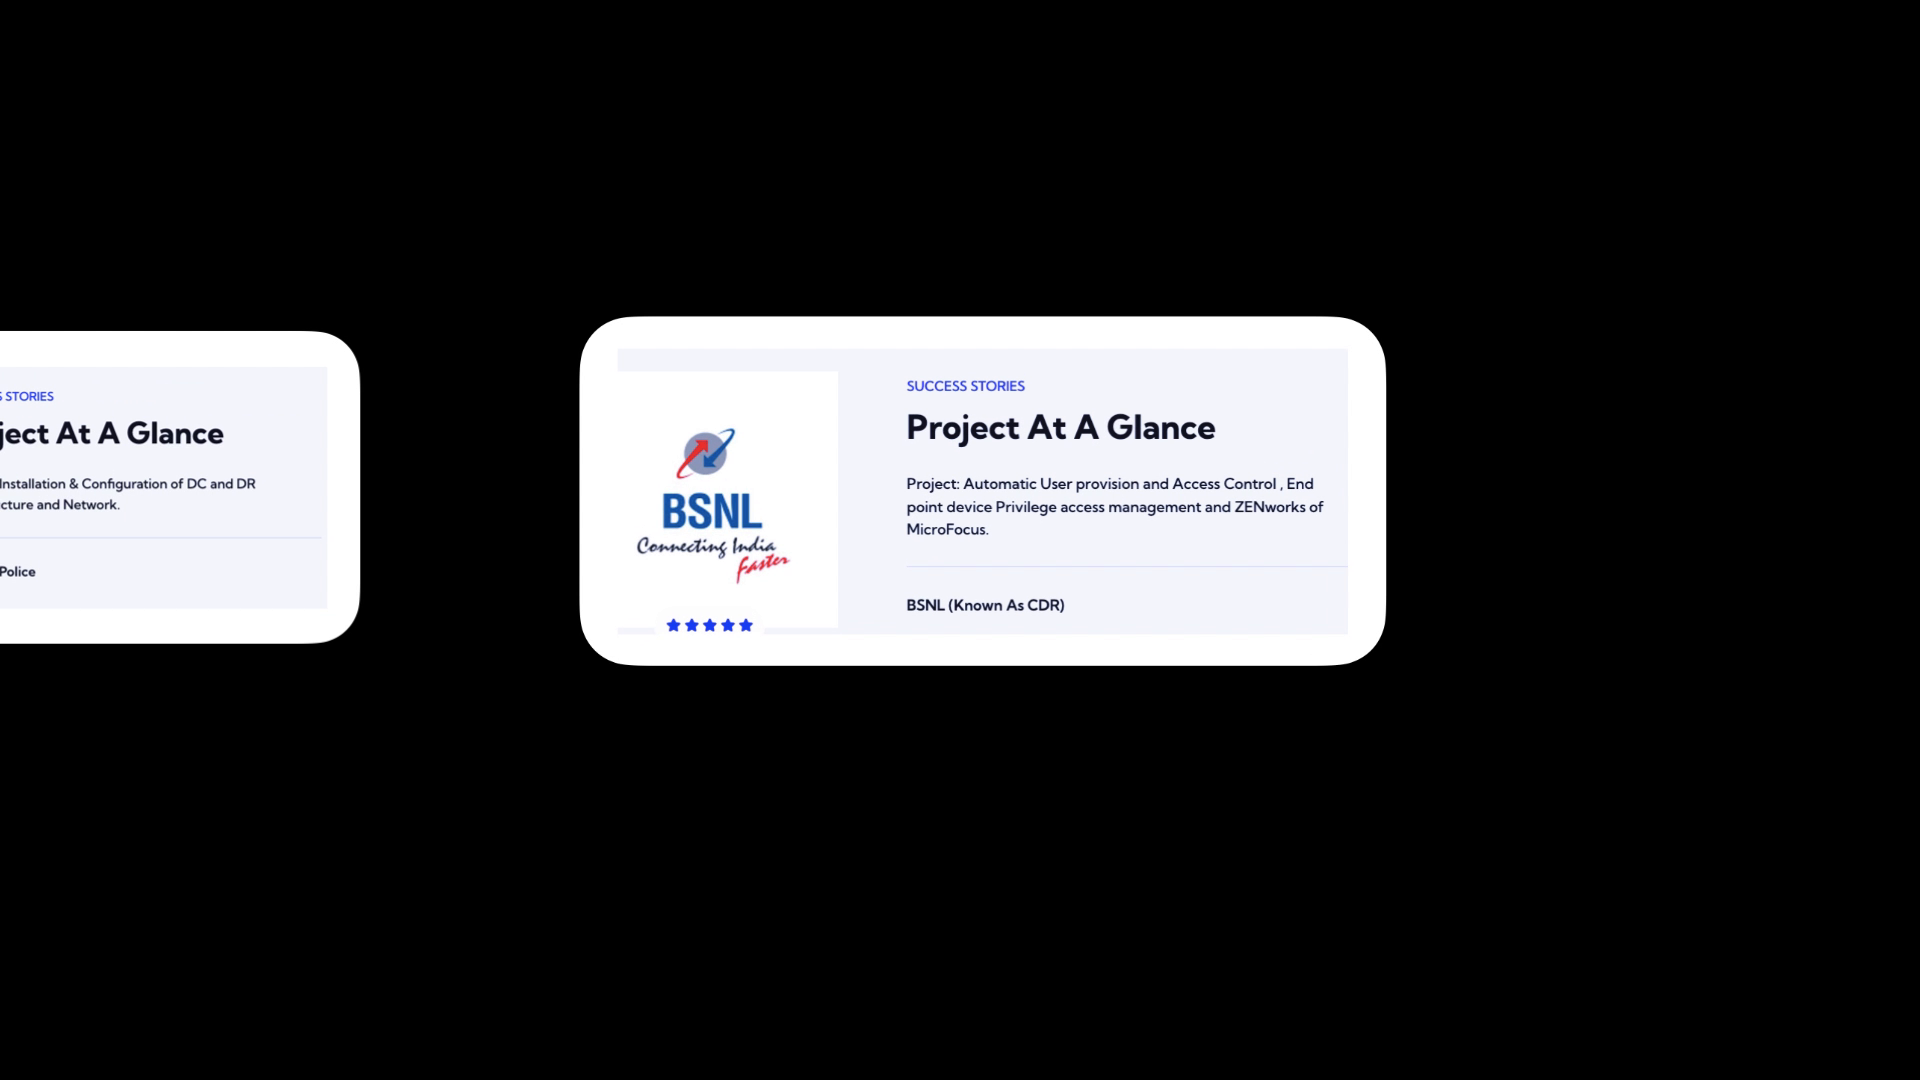 STORIES
ject At A Glance
Installation & Configuration of DC and DR
cture and Network.
Police
BSNL
Connecting India
Faster
SUCCESS STORIES
Project At A Glance
Project: Automatic User provision and Access Control , End
point device Privilege access management and ZENworks of
MicroFocus.
BSNL (Known As CDR)